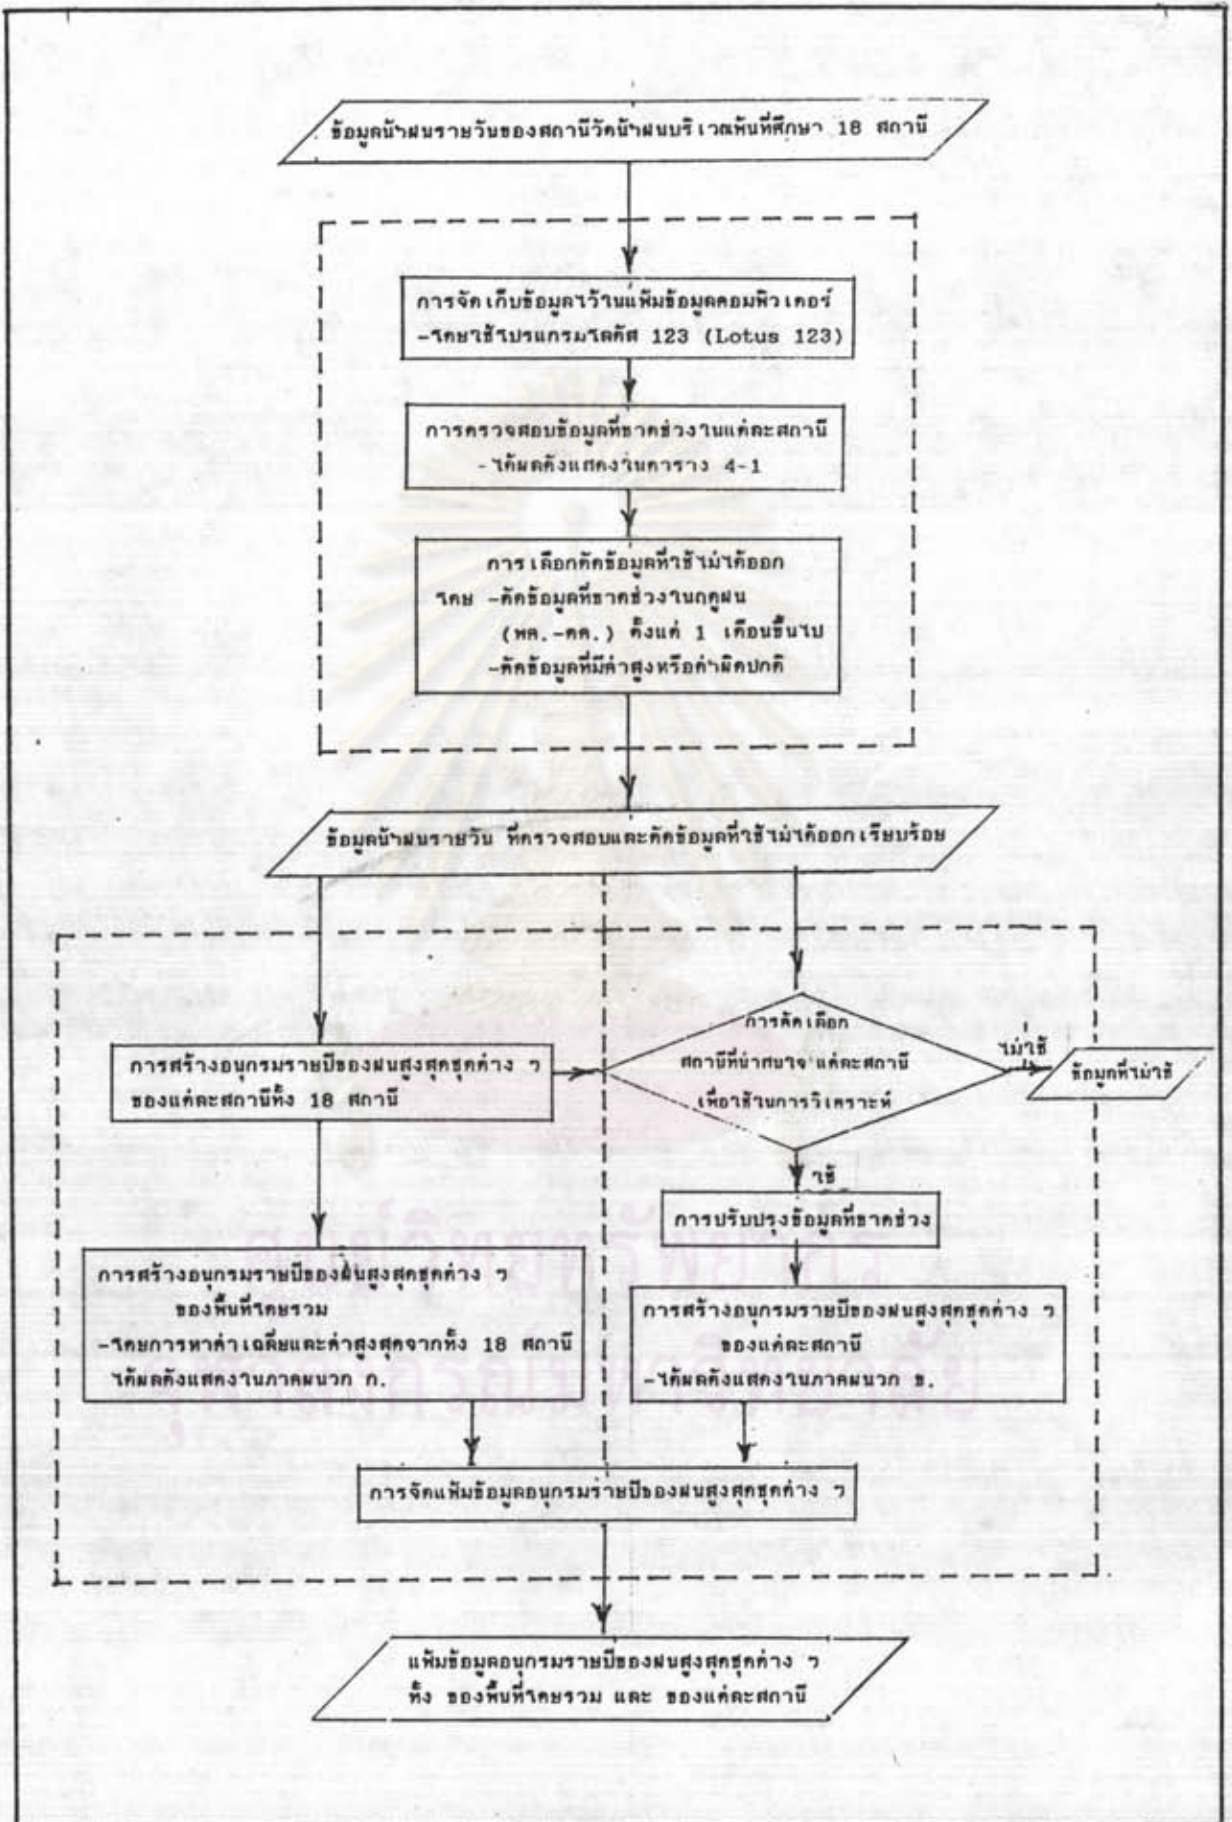 ข้อมูลน้ำฝนรายวันของสถานีวัดน้ำฝนบริเวณพื้นที่ศึกษา 18 สถานี
การจัดเก็บข้อมูลไว้ในแฟ้มข้อมูลคอมพิวเตอร์
-โดยใช้โปรแกรมโลตัส 123 (Lotus 123)
การตรวจสอบข้อมูลที่ขาดช่วงในแต่ละสถานี
- ได้ผลดังแสดงในตาราง 4-1
การเลือกตัดข้อมูลที่ใช้ไม่ได้ออก
โดย -ตัดข้อมูลที่ขาดช่วงในฤดูฝน
(พค.-ตค.) ตั้งแต่ 1 เดือนขึ้นไป
-ตัดข้อมูลที่มีค่าสูงหรือต่ำผิดปกติ
ข้อมูลน้ำฝนรายวัน ที่ตรวจสอบและตัดข้อมูลที่ใช้ไม่ได้ออกเรียบร้อย
การคัดเลือก
สถานีที่น่าสนใจ แต่ละสถานี
เพื่อใช้ในการวิเคราะห์
ไม่ใช้
ข้อมูลที่ไม่ใช้
การสร้างอนุกรมรายปีของฝนสูงสุดชุดต่าง ๆ
ของแต่ละสถานีทั้ง 18 สถานี
ใช้
การปรับปรุงข้อมูลที่ขาดช่วง
การสร้างอนุกรมรายปีของฝนสูงสุดชุดต่าง ๆ
ของพื้นที่โดยรวม
-โดยการหาค่าเฉลี่ยและค่าสูงสุดจากทั้ง 18 สถานี
ได้ผลดังแสดงในภาคผนวก ก.
การสร้างอนุกรมรายปีของฝนสูงสุดชุดต่าง ๆ
ของแต่ละสถานี
-ได้ผลดังแสดงในภาคผนวก ข.
การจัดแฟ้มข้อมูลอนุกรมรายปีของฝนสูงสุดชุดต่าง ๆ
แฟ้มข้อมูลอนุกรมรายปีของฝนสูงสุดชุดต่าง ๆ
ทั้ง ของพื้นที่โดยรวม และ ของแต่ละสถานี
ศูนย์วิทยทรัพยากร
จุฬาลงกรณ์มหาวิทยาลัย